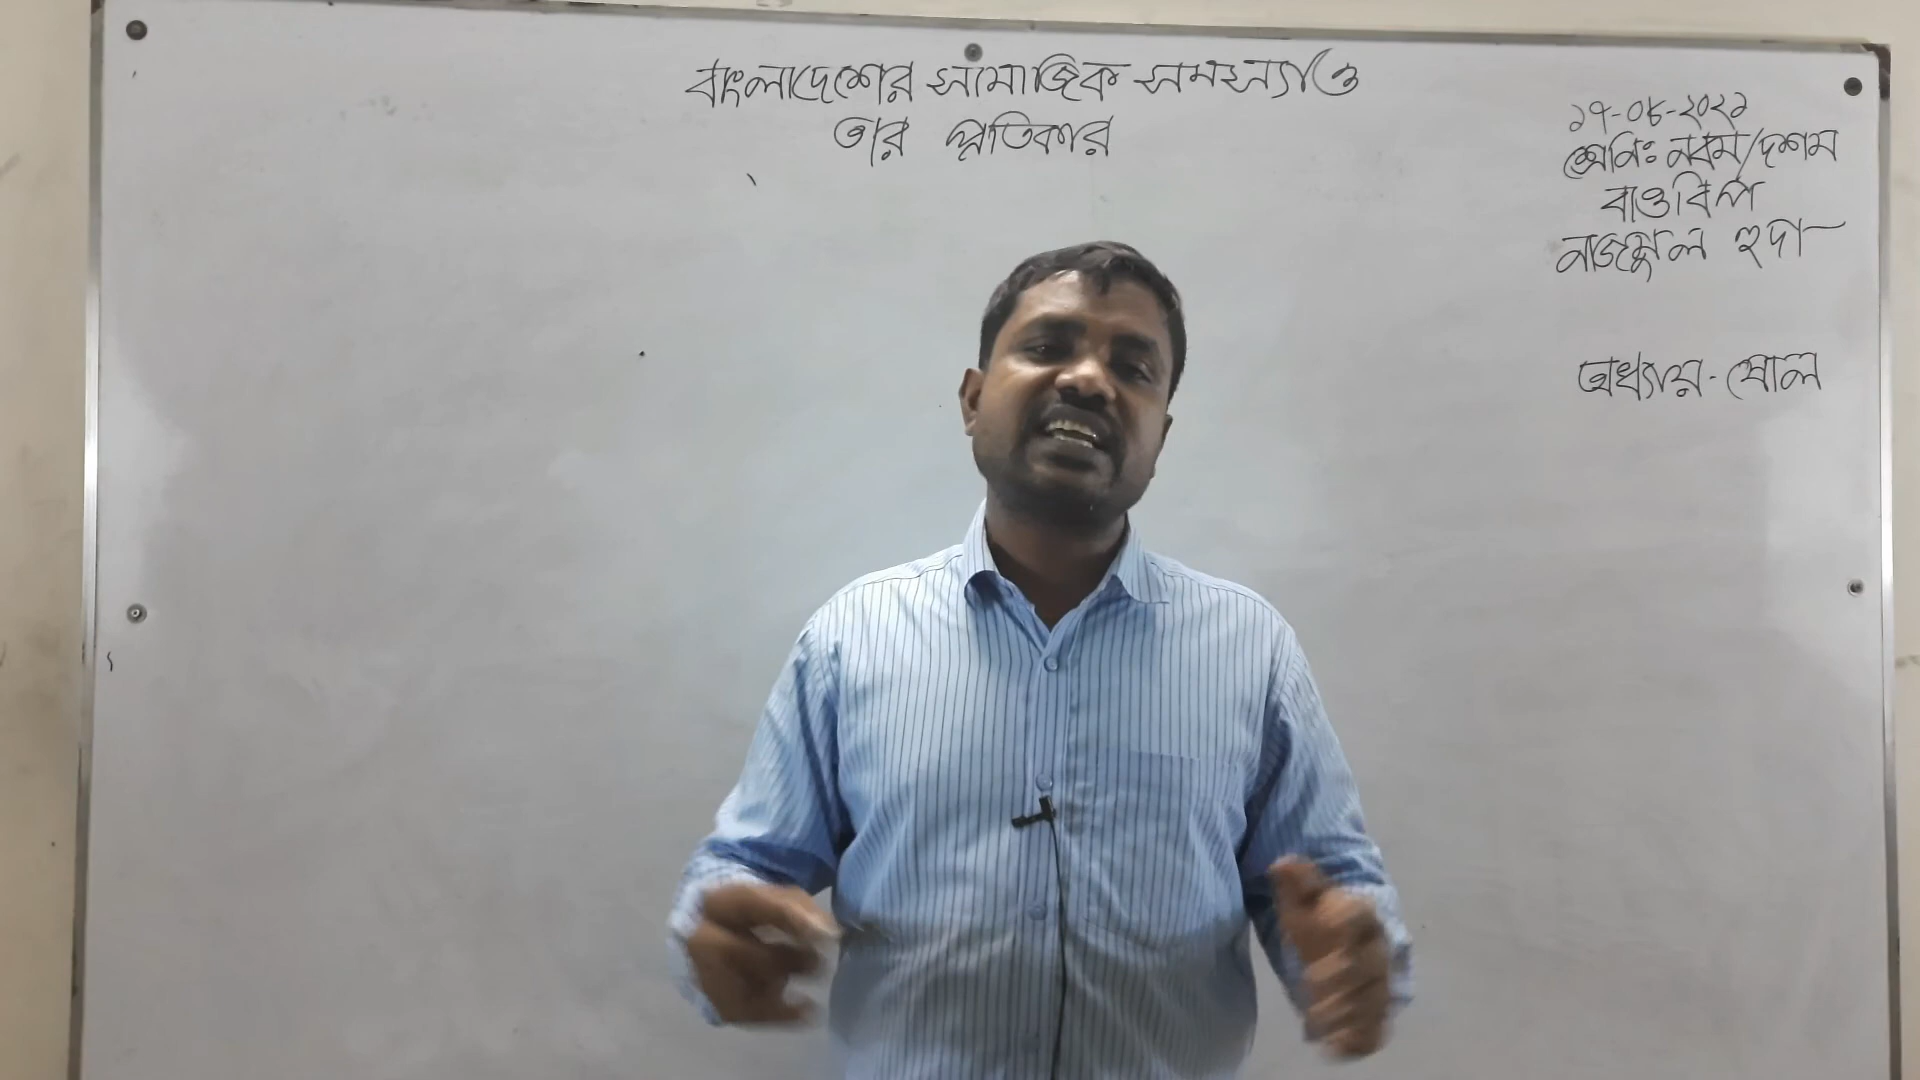 বাংলাদেশের সামাজিক সমস্যা ও
তার প্রতিকার
১৭-০৮-২০২১
শ্রেনিঃ নবম/দশম
বাওবিপ
নাজমুল হুদা
অধ্যায়-ষোল